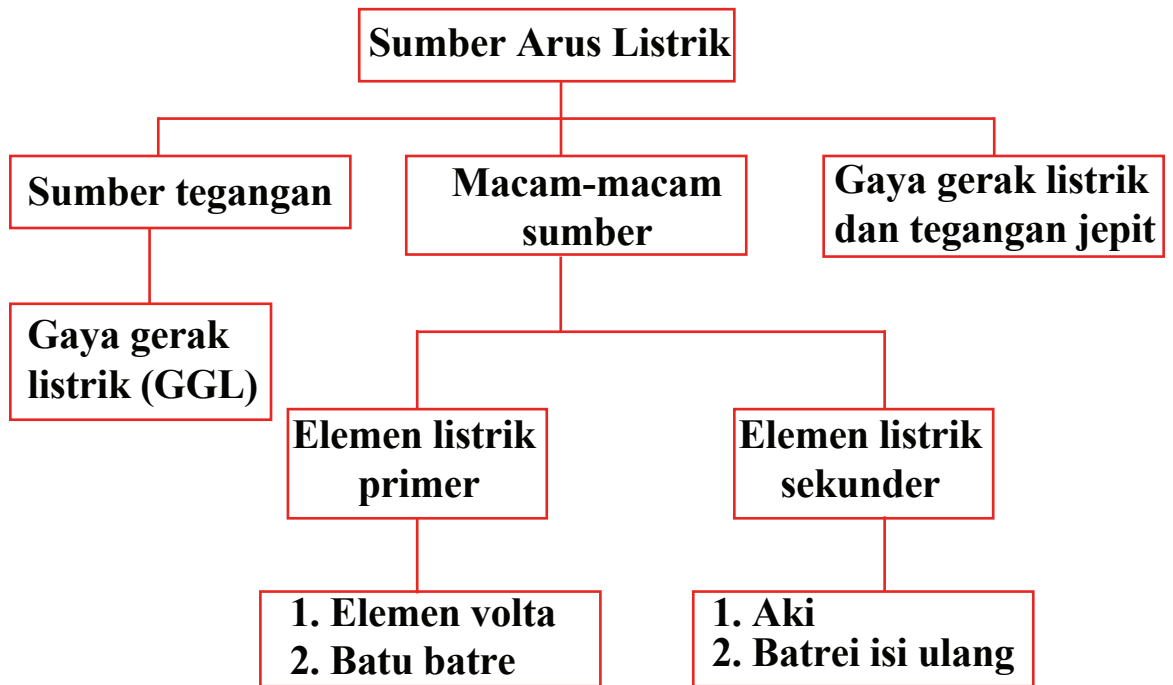 Sumber Arus Listrik
Sumber tegangan
Macam-macam
sumber
Gaya gerak listrik
dan tegangan jepit
Gaya gerak
listrik (GGL)
Elemen listrik
primer
Elemen listrik
sekunder
1. Elemen volta
2. Batu batre
1. Aki
2. Batrei isi ulang